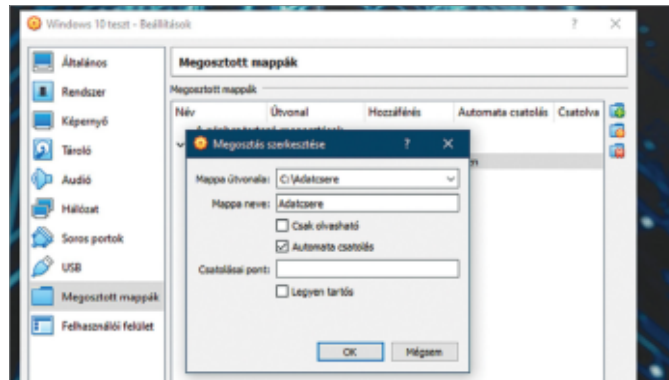 Windows 10 teszt - Beállítások
Általános
Rendszer
Képernyő
Tároló
Audió
Hálózat
Soros portok
USB
Megosztott mappák
Felhasználói felület
Megosztott mappák
Megosztott mappák
Név Útvonal Hozzáférés Automata csatolás Csatolva
Megosztás szerkesztése
Mappa útvonala: C:\Adatcsere
Mappa neve: Adatcsere
Csak olvasható
Automata csatolás
Csatolásai pont:
Legyen tartós
OK Mégsem